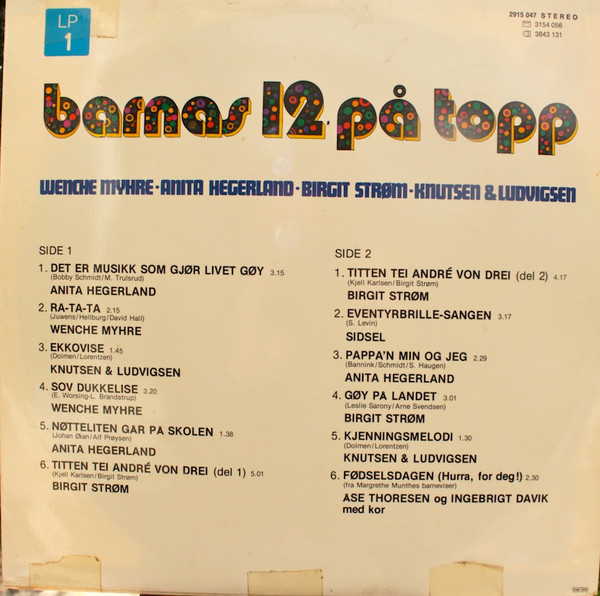 LP
1
2915 047 STEREO
3154 056
3843 131
barnas 12 på topp
WENCHE MYHRE · ANITA HEGERLAND · BIRGIT STRØM · KNUTSEN & LUDVIGSEN
SIDE 1
1. DET ER MUSIKK SOM GJØR LIVET GØY 3.15
(Bobby Schmidt/M. Trulsrud)
ANITA HEGERLAND
2. RA-TA-TA 2.15
(Juwens/Hellburg/David Hall)
WENCHE MYHRE
3. EKKOVISE 1.45
(Dolmen/Lorentzen)
KNUTSEN & LUDVIGSEN
4. SOV DUKKELISE 3.20
(E. Worsing-L. Brandstrup)
WENCHE MYHRE
5. NØTTELITEN GÅR PÅ SKOLEN 1.38
(Johan Økan/Alf Prøysen)
ANITA HEGERLAND
6. TITTEN TEI ANDRÉ VON DREI (del 1) 5.01
(Kjell Karlsen/Birgit Strøm)
BIRGIT STRØM
SIDE 2
1. TITTEN TEI ANDRÉ VON DREI (del 2) 4.17
(Kjell Karlsen/Birgit Strøm)
BIRGIT STRØM
2. EVENTYRBRILLE-SANGEN 3.17
(S. Levin)
SIDSEL
3. PAPPA'N MIN OG JEG 2.29
(Bannink/Schmidt/S. Haugen)
ANITA HEGERLAND
4. GØY PÅ LANDET 3.01
(Leslie Sarony/Arne Svendsen)
BIRGIT STRØM
5. KJENNINGSMELODI 1.30
(Dolmen/Lorentzen)
KNUTSEN & LUDVIGSEN
6. FØDSELSDAGEN (Hurra, for deg!) 2.30
(fra Margrethe Munthes barneviser)
ÅSE THORESEN og INGEBRIGT DAVIK
med kor